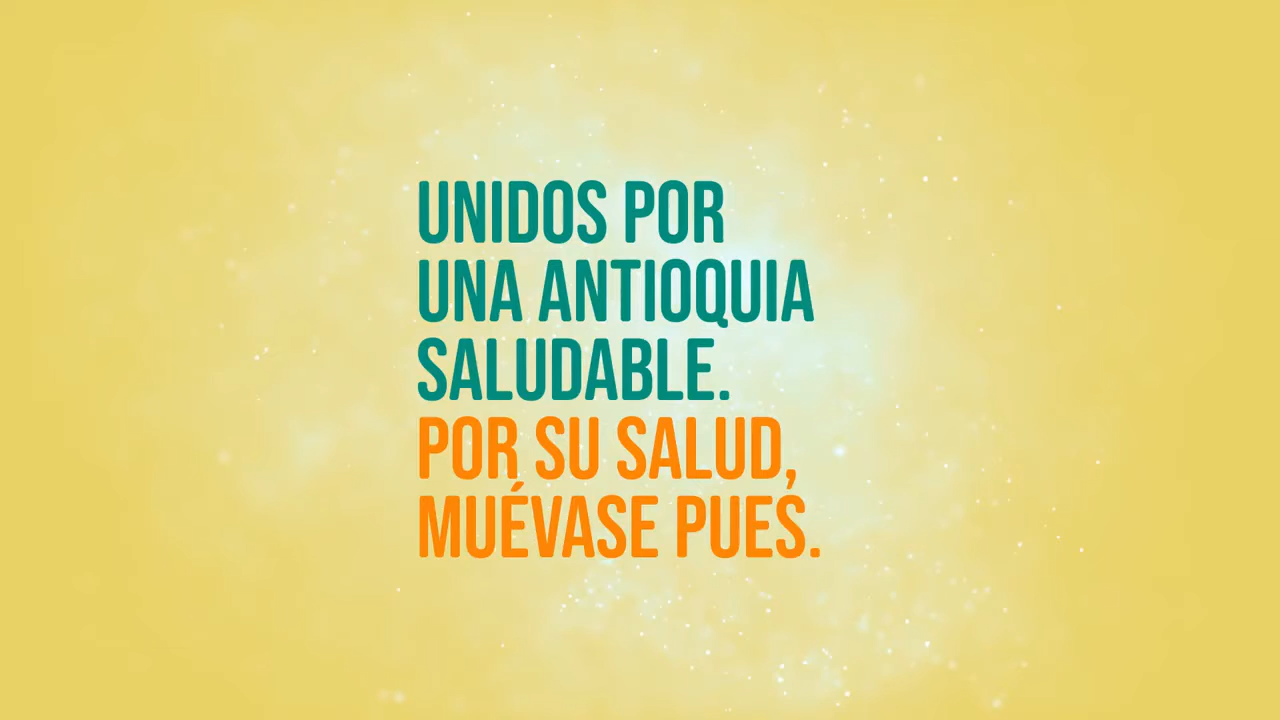 UNIDOS POR
UNA ANTIOQUIA
SALUDABLE.
POR SU SALUD,
MUÉVASE PUES.